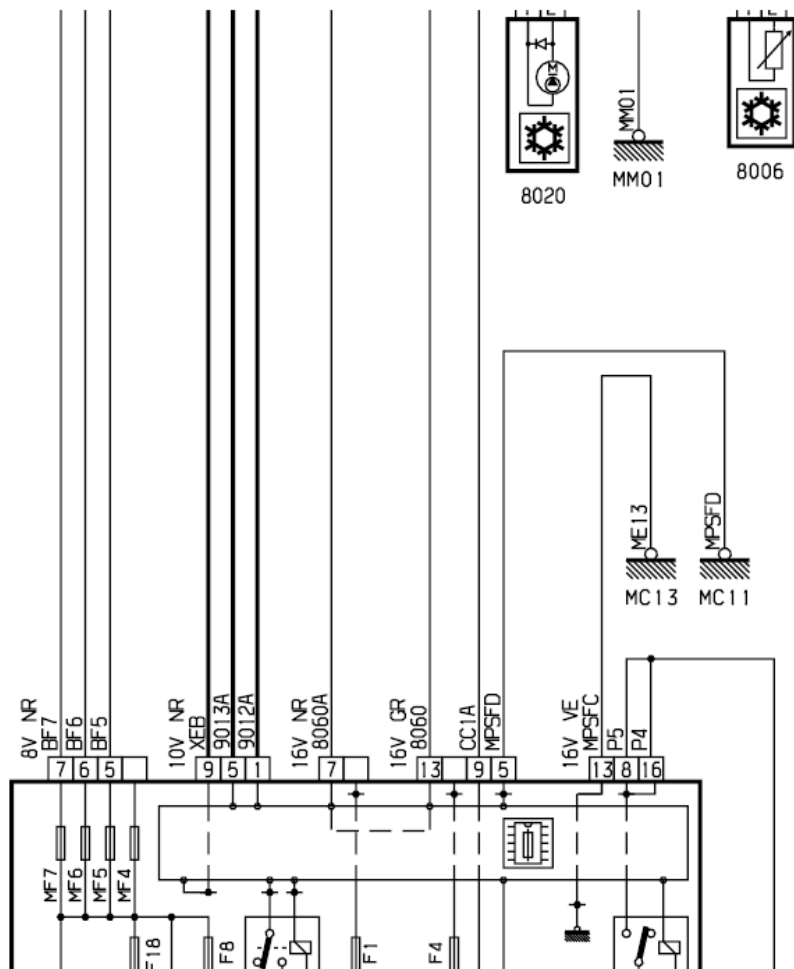 8020
MM01
MM01
8006
ME13
MPSFD
MC13
MC11
8V NR
BF7
BF6
BF5
10V NR
XEB
9013A
9012A
16V NR
8060A
16V GR
8060
CC1A
MPSFD
16V VE
MPSFC
P5
P4
7 6 5
9 5 1
7
13 9 5
13 8 16
MF7
MF6
MF5
MF4
F18
F8
F1
F4
M